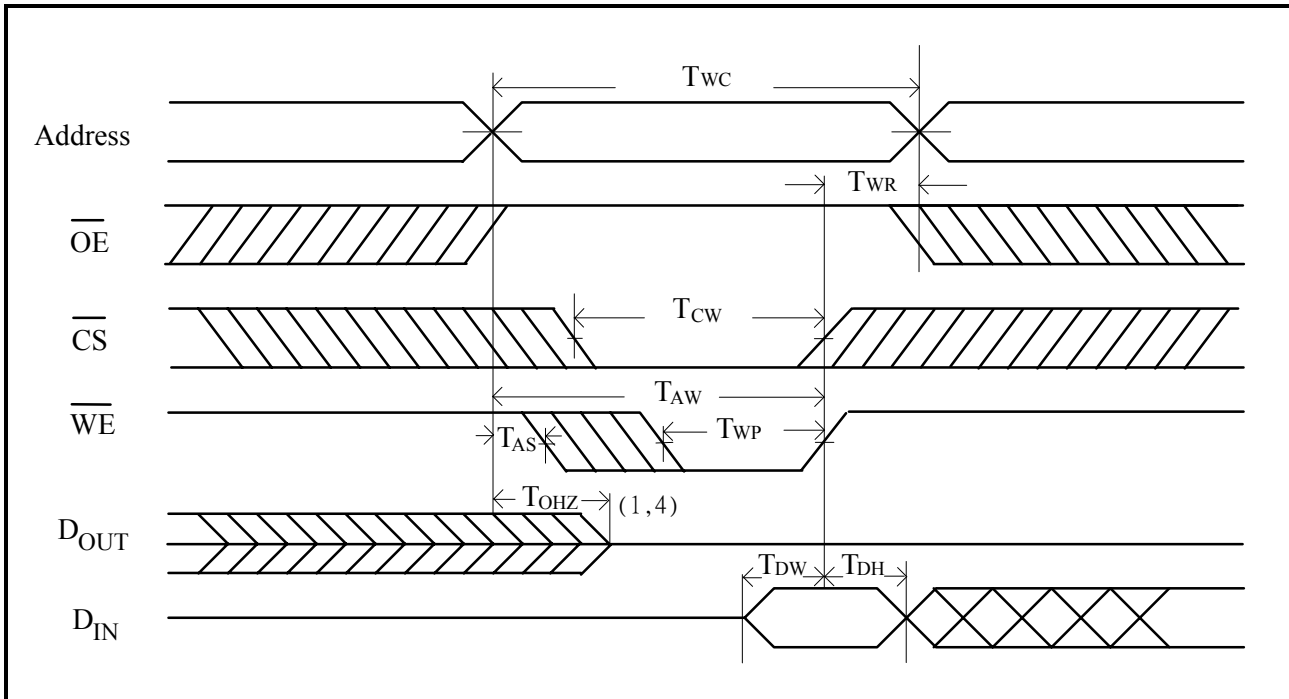 TWC
Address
TWR
OE
TCW
CS
TAW
WE
TAS
TWP
TOHZ
(1,4)
DOUT
TDW
TDH
DIN